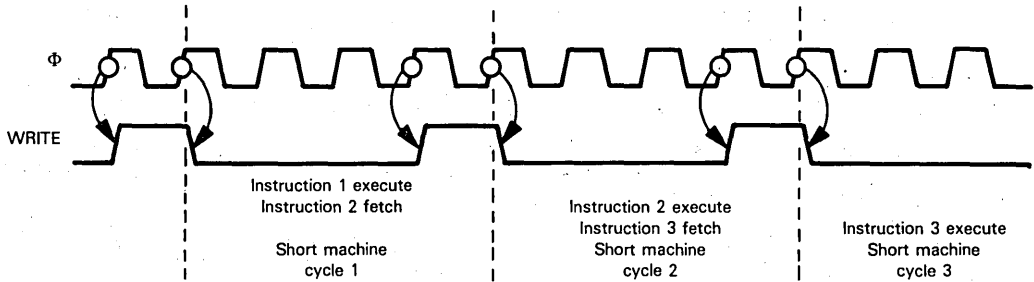 Φ
WRITE
Instruction 1 execute
Instruction 2 fetch
Short machine
cycle 1
Instruction 2 execute
Instruction 3 fetch
Short machine
cycle 2
Instruction 3 execute
Short machine
cycle 3